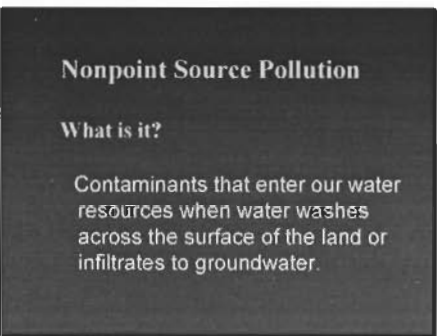 Nonpoint Source Pollution
What is it?
Contaminants that enter our water
resources when water washes
across the surface of the land or
infiltrates to groundwater.